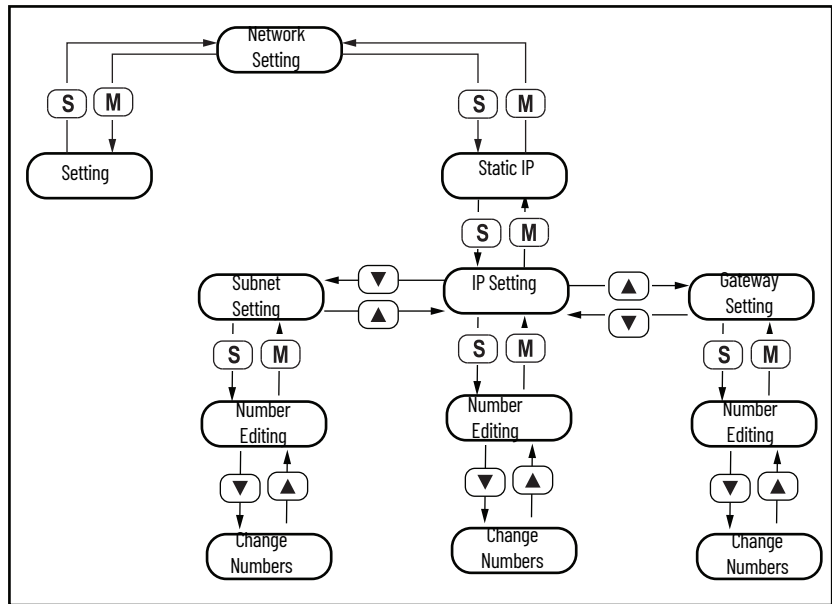 Network
Setting
S M
S M
Setting
Static IP
S M
Subnet
Setting
▼
▲
IP Setting
▲
▼
Gateway
Setting
S M
S M
S M
Number
Editing
Number
Editing
Number
Editing
▼ ▲
▼ ▲
▼ ▲
Change
Numbers
Change
Numbers
Change
Numbers